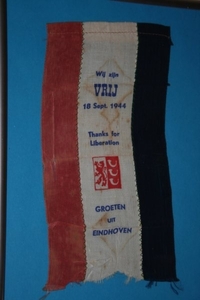 Wij zijn
VRIJ
18 Sept. 1944
Thanks for
Liberation
GROETEN
uit
EINDHOVEN